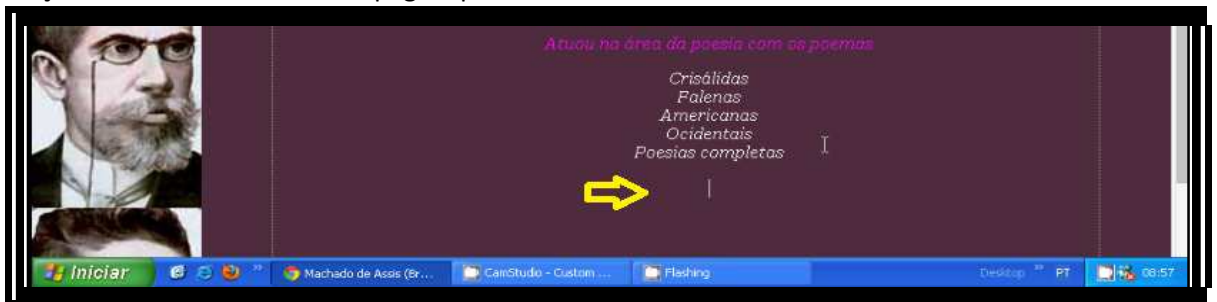 Atuou na área da poesia com os poemas
Crisálidas
Falenas
Americanas
Ocidentais
Poesias completas
Iniciar
Machado de Assis (Br...
CamStudio - Custom ...
Flashing
Desktop
PT
08:57